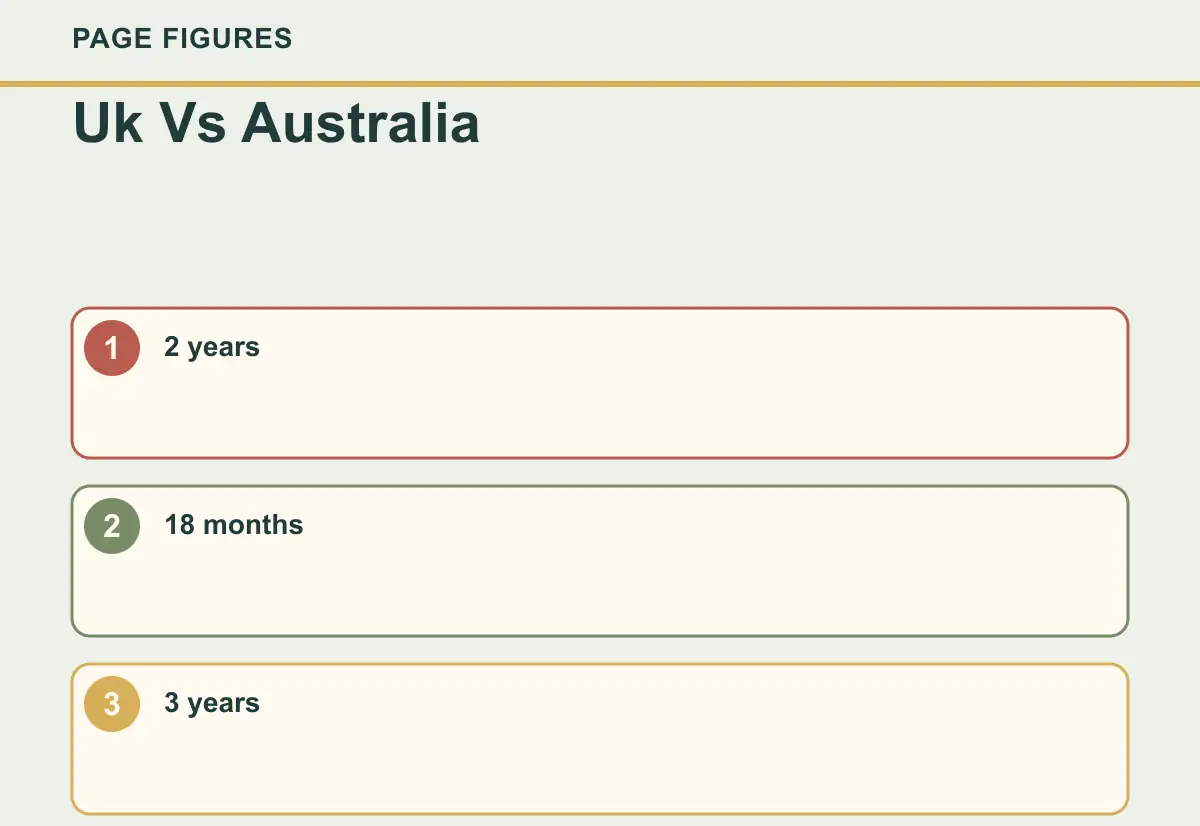 PAGE FIGURES
Uk Vs Australia
1 2 years
2 18 months
3 3 years